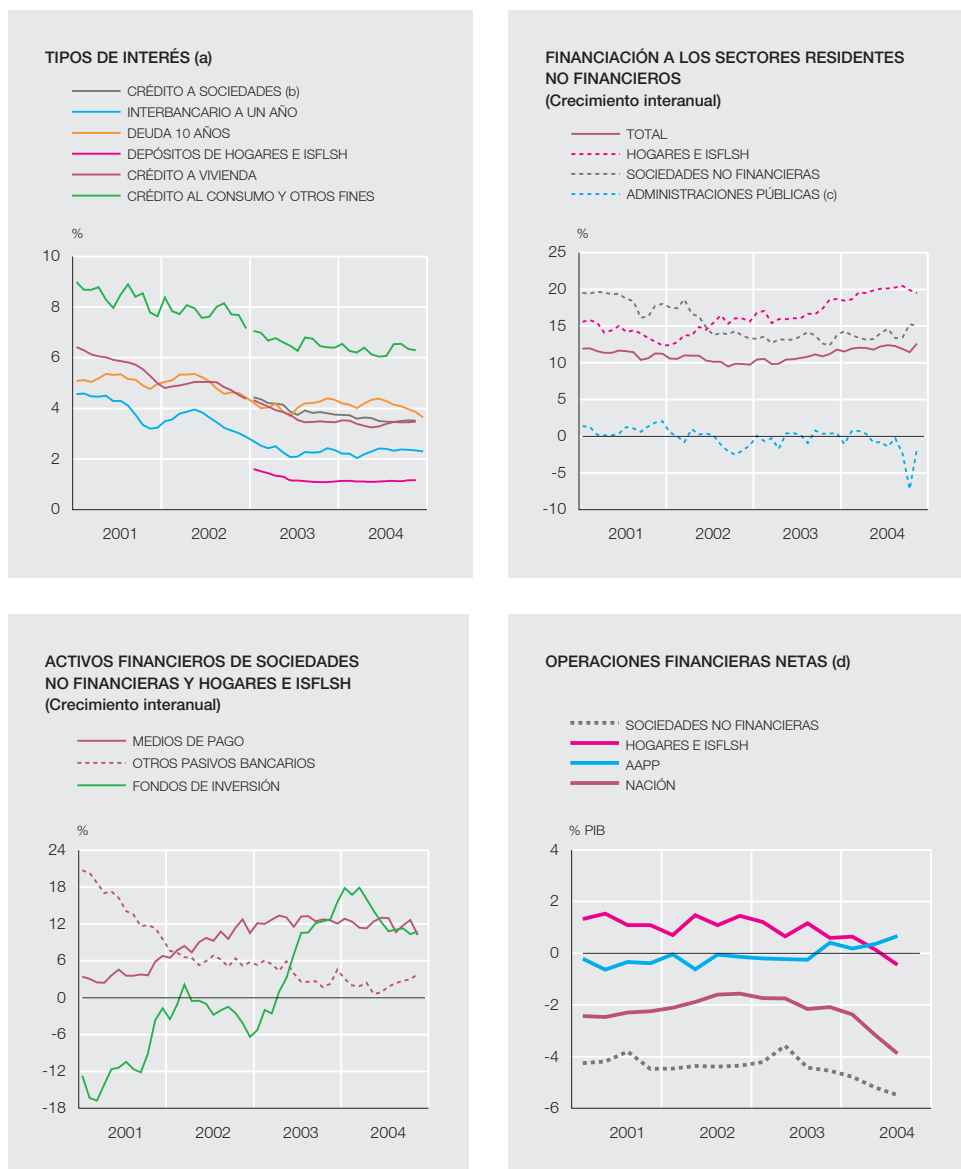 TIPOS DE INTERÉS (a)
CRÉDITO A SOCIEDADES (b)
INTERBANCARIO A UN AÑO
DEUDA 10 AÑOS
DEPÓSITOS DE HOGARES E ISFLSH
CRÉDITO A VIVIENDA
CRÉDITO AL CONSUMO Y OTROS FINES
%
10
8
6
4
2
0
2001 2002 2003 2004
FINANCIACIÓN A LOS SECTORES RESIDENTES
NO FINANCIEROS
(Crecimiento interanual)
TOTAL
HOGARES E ISFLSH
SOCIEDADES NO FINANCIERAS
ADMINISTRACIONES PÚBLICAS (c)
%
25
20
15
10
5
0
-5
-10
2001 2002 2003 2004
ACTIVOS FINANCIEROS DE SOCIEDADES
NO FINANCIERAS Y HOGARES E ISFLSH
(Crecimiento interanual)
MEDIOS DE PAGO
OTROS PASIVOS BANCARIOS
FONDOS DE INVERSIÓN
%
24
18
12
6
0
-6
-12
-18
2001 2002 2003 2004
OPERACIONES FINANCIERAS NETAS (d)
SOCIEDADES NO FINANCIERAS
HOGARES E ISFLSH
AAPP
NACIÓN
% PIB
4
2
0
-2
-4
-6
2001 2002 2003 2004